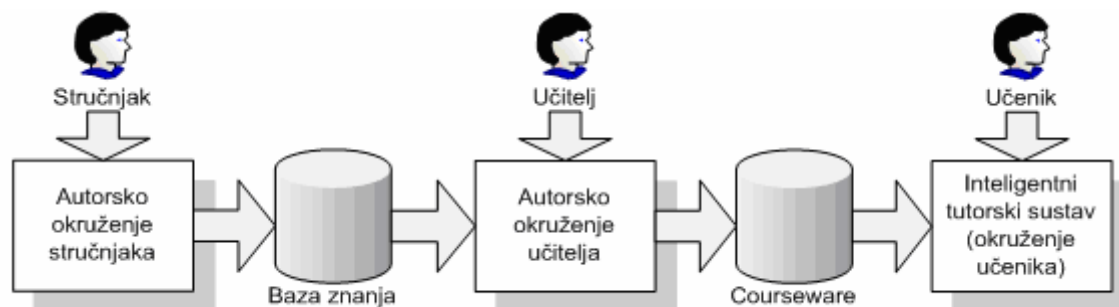 Stručnjak
Učitelj
Učenik
Autorsko
okruženje
stručnjaka
Baza znanja
Autorsko
okruženje
učitelja
Courseware
Inteligentni
tutorski sustav
(okruženje
učenika)